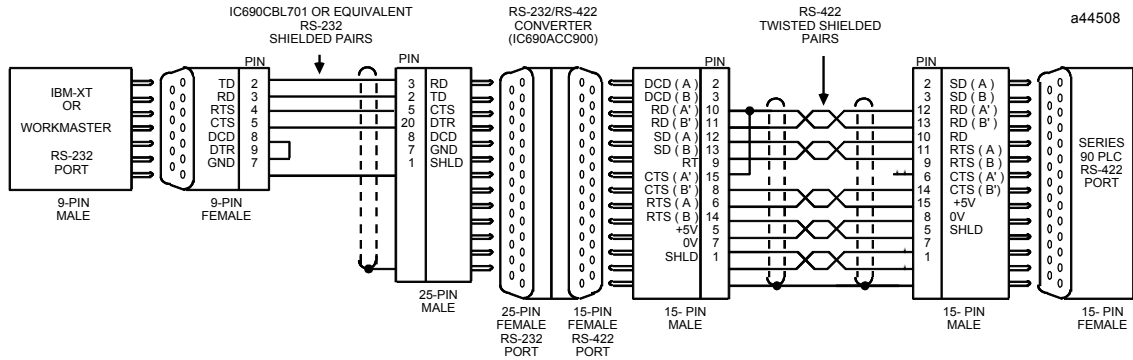 IC690CBL701 OR EQUIVALENT
RS-232
SHIELDED PAIRS
RS-232/RS-422
CONVERTER
(IC690ACC900)
RS-422
TWISTED SHIELDED
PAIRS
a44508
IBM-XT
OR
WORKMASTER
RS-232
PORT
9-PIN
MALE
PIN
TD 2
RD 3
RTS 4
CTS 5
DCD 8
DTR 9
GND 7
9-PIN
FEMALE
PIN
3 RD
2 TD
5 CTS
20 DTR
8 DCD
7 GND
1 SHLD
25-PIN
MALE
25-PIN
FEMALE
RS-232
PORT
15-PIN
FEMALE
RS-422
PORT
PIN
DCD ( A ) 2
DCD ( B ) 3
RD ( A' ) 10
RD ( B' ) 11
SD ( A ) 12
SD ( B ) 13
RT 9
CTS ( A' ) 15
CTS ( B' ) 8
RTS ( A ) 6
RTS ( B ) 14
+5V 5
0V 7
SHLD 1
15- PIN
MALE
PIN
2 SD ( A )
3 SD ( B )
12 RD ( A' )
13 RD ( B' )
10 RD
11 RTS ( A )
9 RTS ( B )
6 CTS ( A' )
14 CTS ( B')
15 +5V
8 0V
5 SHLD
7
1
15- PIN
MALE
SERIES
90 PLC
RS-422
PORT
15- PIN
FEMALE